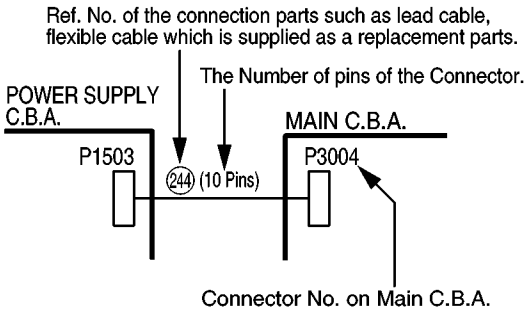 Ref. No. of the connection parts such as lead cable,
flexible cable which is supplied as a replacement parts.
The Number of pins of the Connector.
POWER SUPPLY
C.B.A.
MAIN C.B.A.
P1503
244 (10 Pins)
P3004
Connector No. on Main C.B.A.